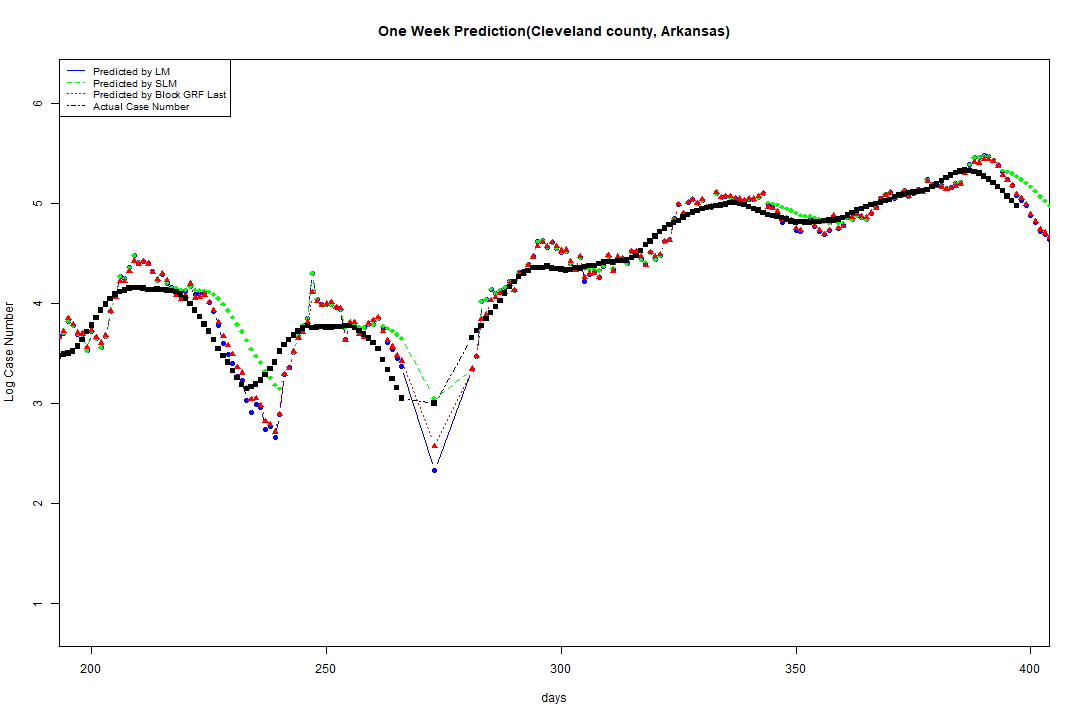 One Week Prediction(Cleveland county, Arkansas)
Predicted by LM
Predicted by SLM
Predicted by Block GRF Last
Actual Case Number
6
5
4
3
2
1
Log Case Number
200 250 300 350 400
days